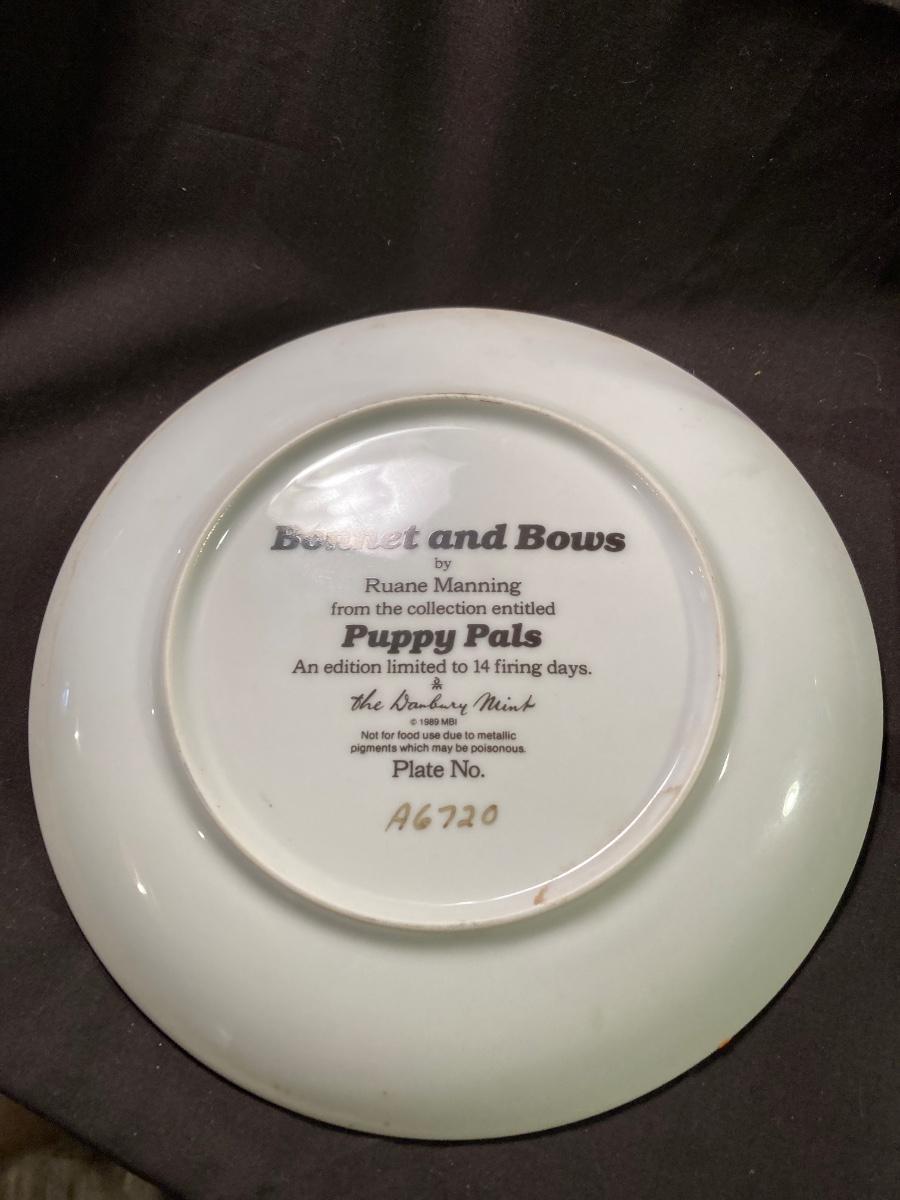 Bonnet and Bows
by
Ruane Manning
from the collection entitled
Puppy Pals
An edition limited to 14 firing days.
the Danbury Mint
© 1989 MBI
Not for food use due to metallic
pigments which may be poisonous.
Plate No.
A6720